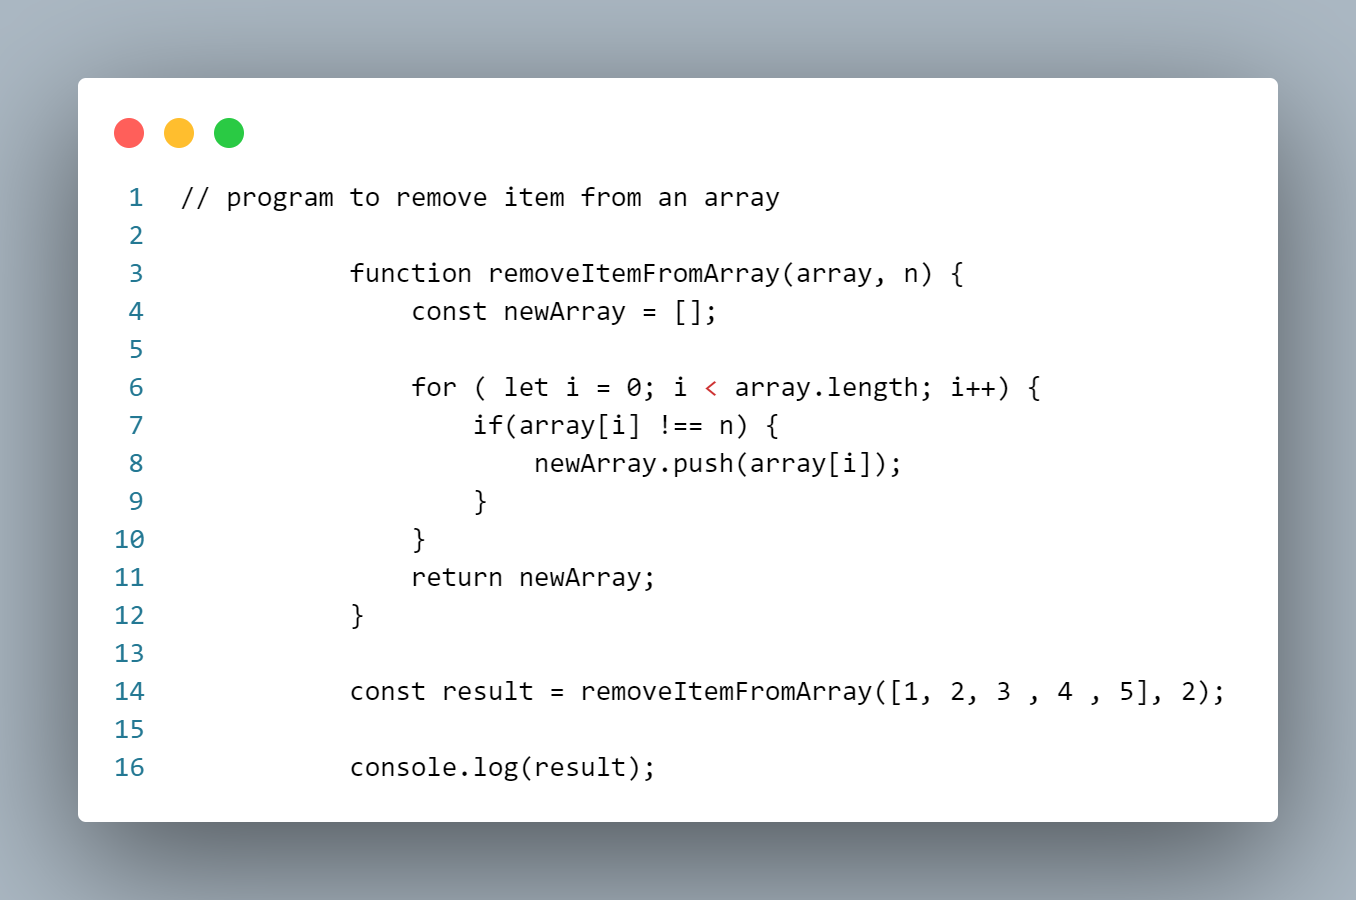 1 // program to remove item from an array
2
3 function removeItemFromArray(array, n) {
4 const newArray = [];
5
6 for ( let i = 0; i < array.length; i++) {
7 if(array[i] !== n) {
8 newArray.push(array[i]);
9 }
10 }
11 return newArray;
12 }
13
14 const result = removeItemFromArray([1, 2, 3 , 4 , 5], 2);
15
16 console.log(result);